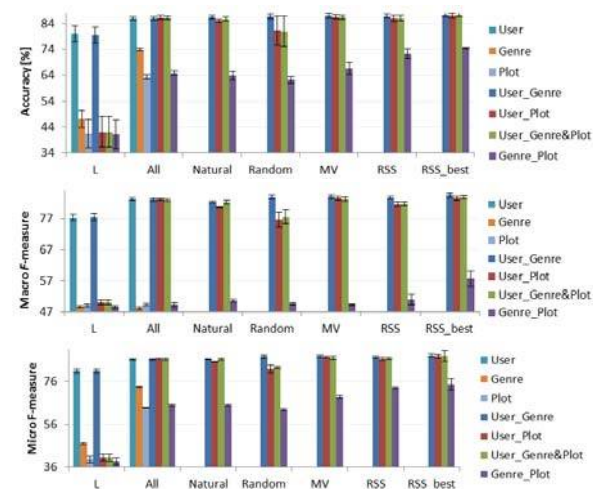 Accuracy [%]
84
74
64
54
44
34
L All Natural Random MV RSS RSS_best
User
Genre
Plot
User_Genre
User_Plot
User_Genre&Plot
Genre_Plot
Macro F-measure
77
67
57
47
L All Natural Random MV RSS RSS_best
User
Genre
Plot
User_Genre
User_Plot
User_Genre&Plot
Genre_Plot
Micro F-measure
76
56
36
L All Natural Random MV RSS RSS_best
User
Genre
Plot
User_Genre
User_Plot
User_Genre&Plot
Genre_Plot